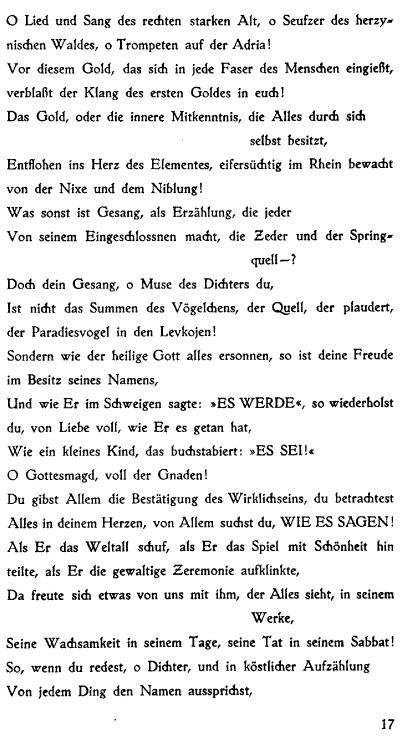 O Lied und Sang des rechten starken Alt, o Seufzer des herzy-
nischen Waldes, o Trompeten auf der Adria!
Vor diesem Gold, das sich in jede Faser des Menschen eingießt,
verblaßt der Klang des ersten Goldes in euch!
Das Gold, oder die innere Mitkenntnis, die Alles durch sich
selbst besitzt,
Entflohen ins Herz des Elementes, eifersüchtig im Rhein bewacht
von der Nixe und dem Niblung!
Was sonst ist Gesang, als Erzählung, die jeder
Von seinem Eingeschlossnen macht, die Zeder und der Spring-
quell—?
Doch dein Gesang, o Muse des Dichters du,
Ist nicht das Summen des Vögelchens, der Quell, der plaudert,
der Paradiesvogel in den Levkojen!
Sondern wie der heilige Gott alles ersonnen, so ist deine Freude
im Besitz seines Namens,
Und wie Er im Schweigen sagte: »ES WERDE«, so wiederholst
du, von Liebe voll, wie Er es getan hat,
Wie ein kleines Kind, das buchstabiert: »ES SEI!«
O Gottesmagd, voll der Gnaden!
Du gibst Allem die Bestätigung des Wirklichseins, du betrachtest
Alles in deinem Herzen, von Allem suchst du, WIE ES SAGEN!
Als Er das Weltall schuf, als Er das Spiel mit Schönheit hin
teilte, als Er die gewaltige Zeremonie aufklinkte,
Da freute sich etwas von uns mit ihm, der Alles sieht, in seinem
Werke,
Seine Wachsamkeit in seinem Tage, seine Tat in seinem Sabbat!
So, wenn du redest, o Dichter, und in köstlicher Aufzählung
Von jedem Ding den Namen aussprichst,
17